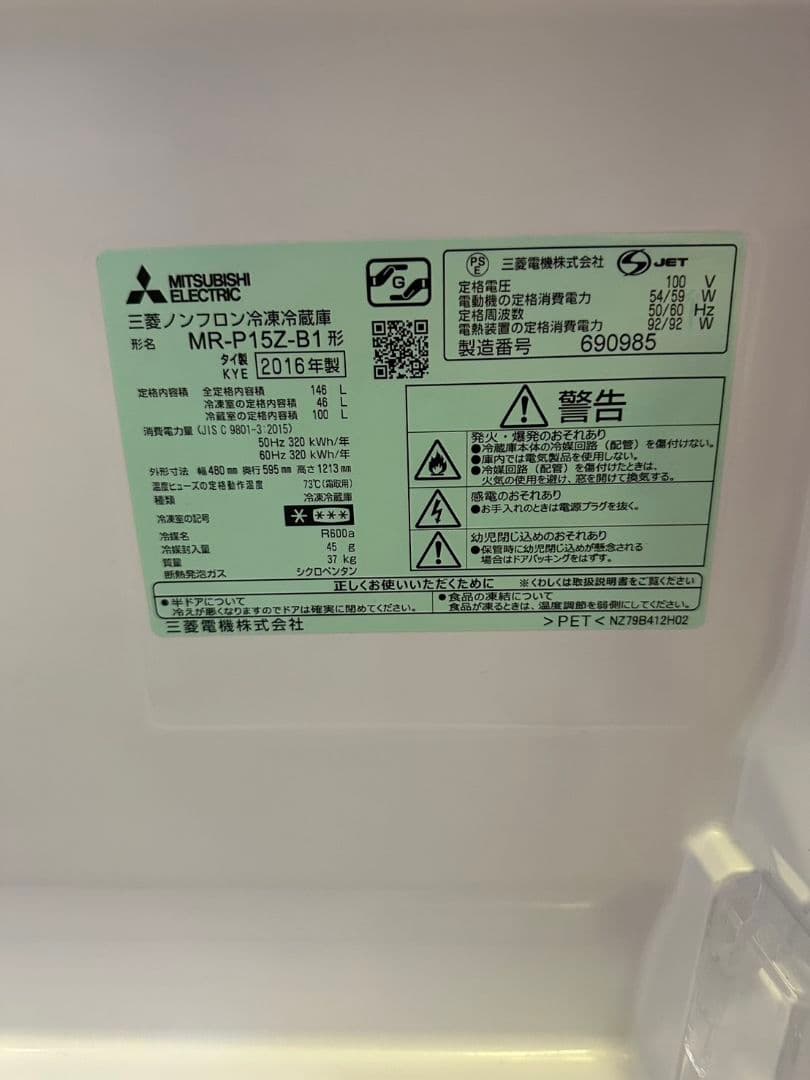 MITSUBISHI
ELECTRIC
G
三菱ノンフロン冷凍冷蔵庫
形名 MR-P15Z-B1形
タイ製
KYE
2016年製
定格内容積 全定格内容積 146 L
冷凍室の定格内容積 46 L
冷蔵室の定格内容積 100 L
消費電力量 (JIS C 9801-3:2015)
50Hz 320 kWh/年
60Hz 320 kWh/年
外形寸法 幅 480 mm 奥行 595 mm 高さ 1213 mm
温度ヒューズの定格動作温度 73℃(霜取用)
種類 冷凍冷蔵庫
冷凍室の記号 * ***
冷媒名 R600a
冷媒封入量 45 g
質量 37 kg
断熱発泡ガス シクロペンタン
PSE 三菱電機株式会社 JET
定格電圧 100 V
電動機の定格消費電力 54/59 W
定格周波数 50/60 Hz
電熱装置の定格消費電力 92/92 W
製造番号 690985
警告
発火・爆発のおそれあり
●冷蔵庫本体の冷媒回路（配管）を傷付けない。
●庫内では電気製品を使用しない。
●冷媒回路（配管）を傷付けたときは、
火気の使用を避け、窓を開けて換気する。
感電のおそれあり
●お手入れのときは電源プラグを抜く。
幼児閉じ込めのおそれあり
●保管時に幼児閉じ込めが懸念される
場合はドアパッキングをはずす。
正しくお使いいただくために ※くわしくは取扱説明書をご覧ください
●半ドアについて
冷えが悪くなりますのでドアは確実に閉めてください。
●食品の凍結について
食品が凍るときは、温度調節を弱側にしてください。
三菱電機株式会社
>PET< NZ79B412H02